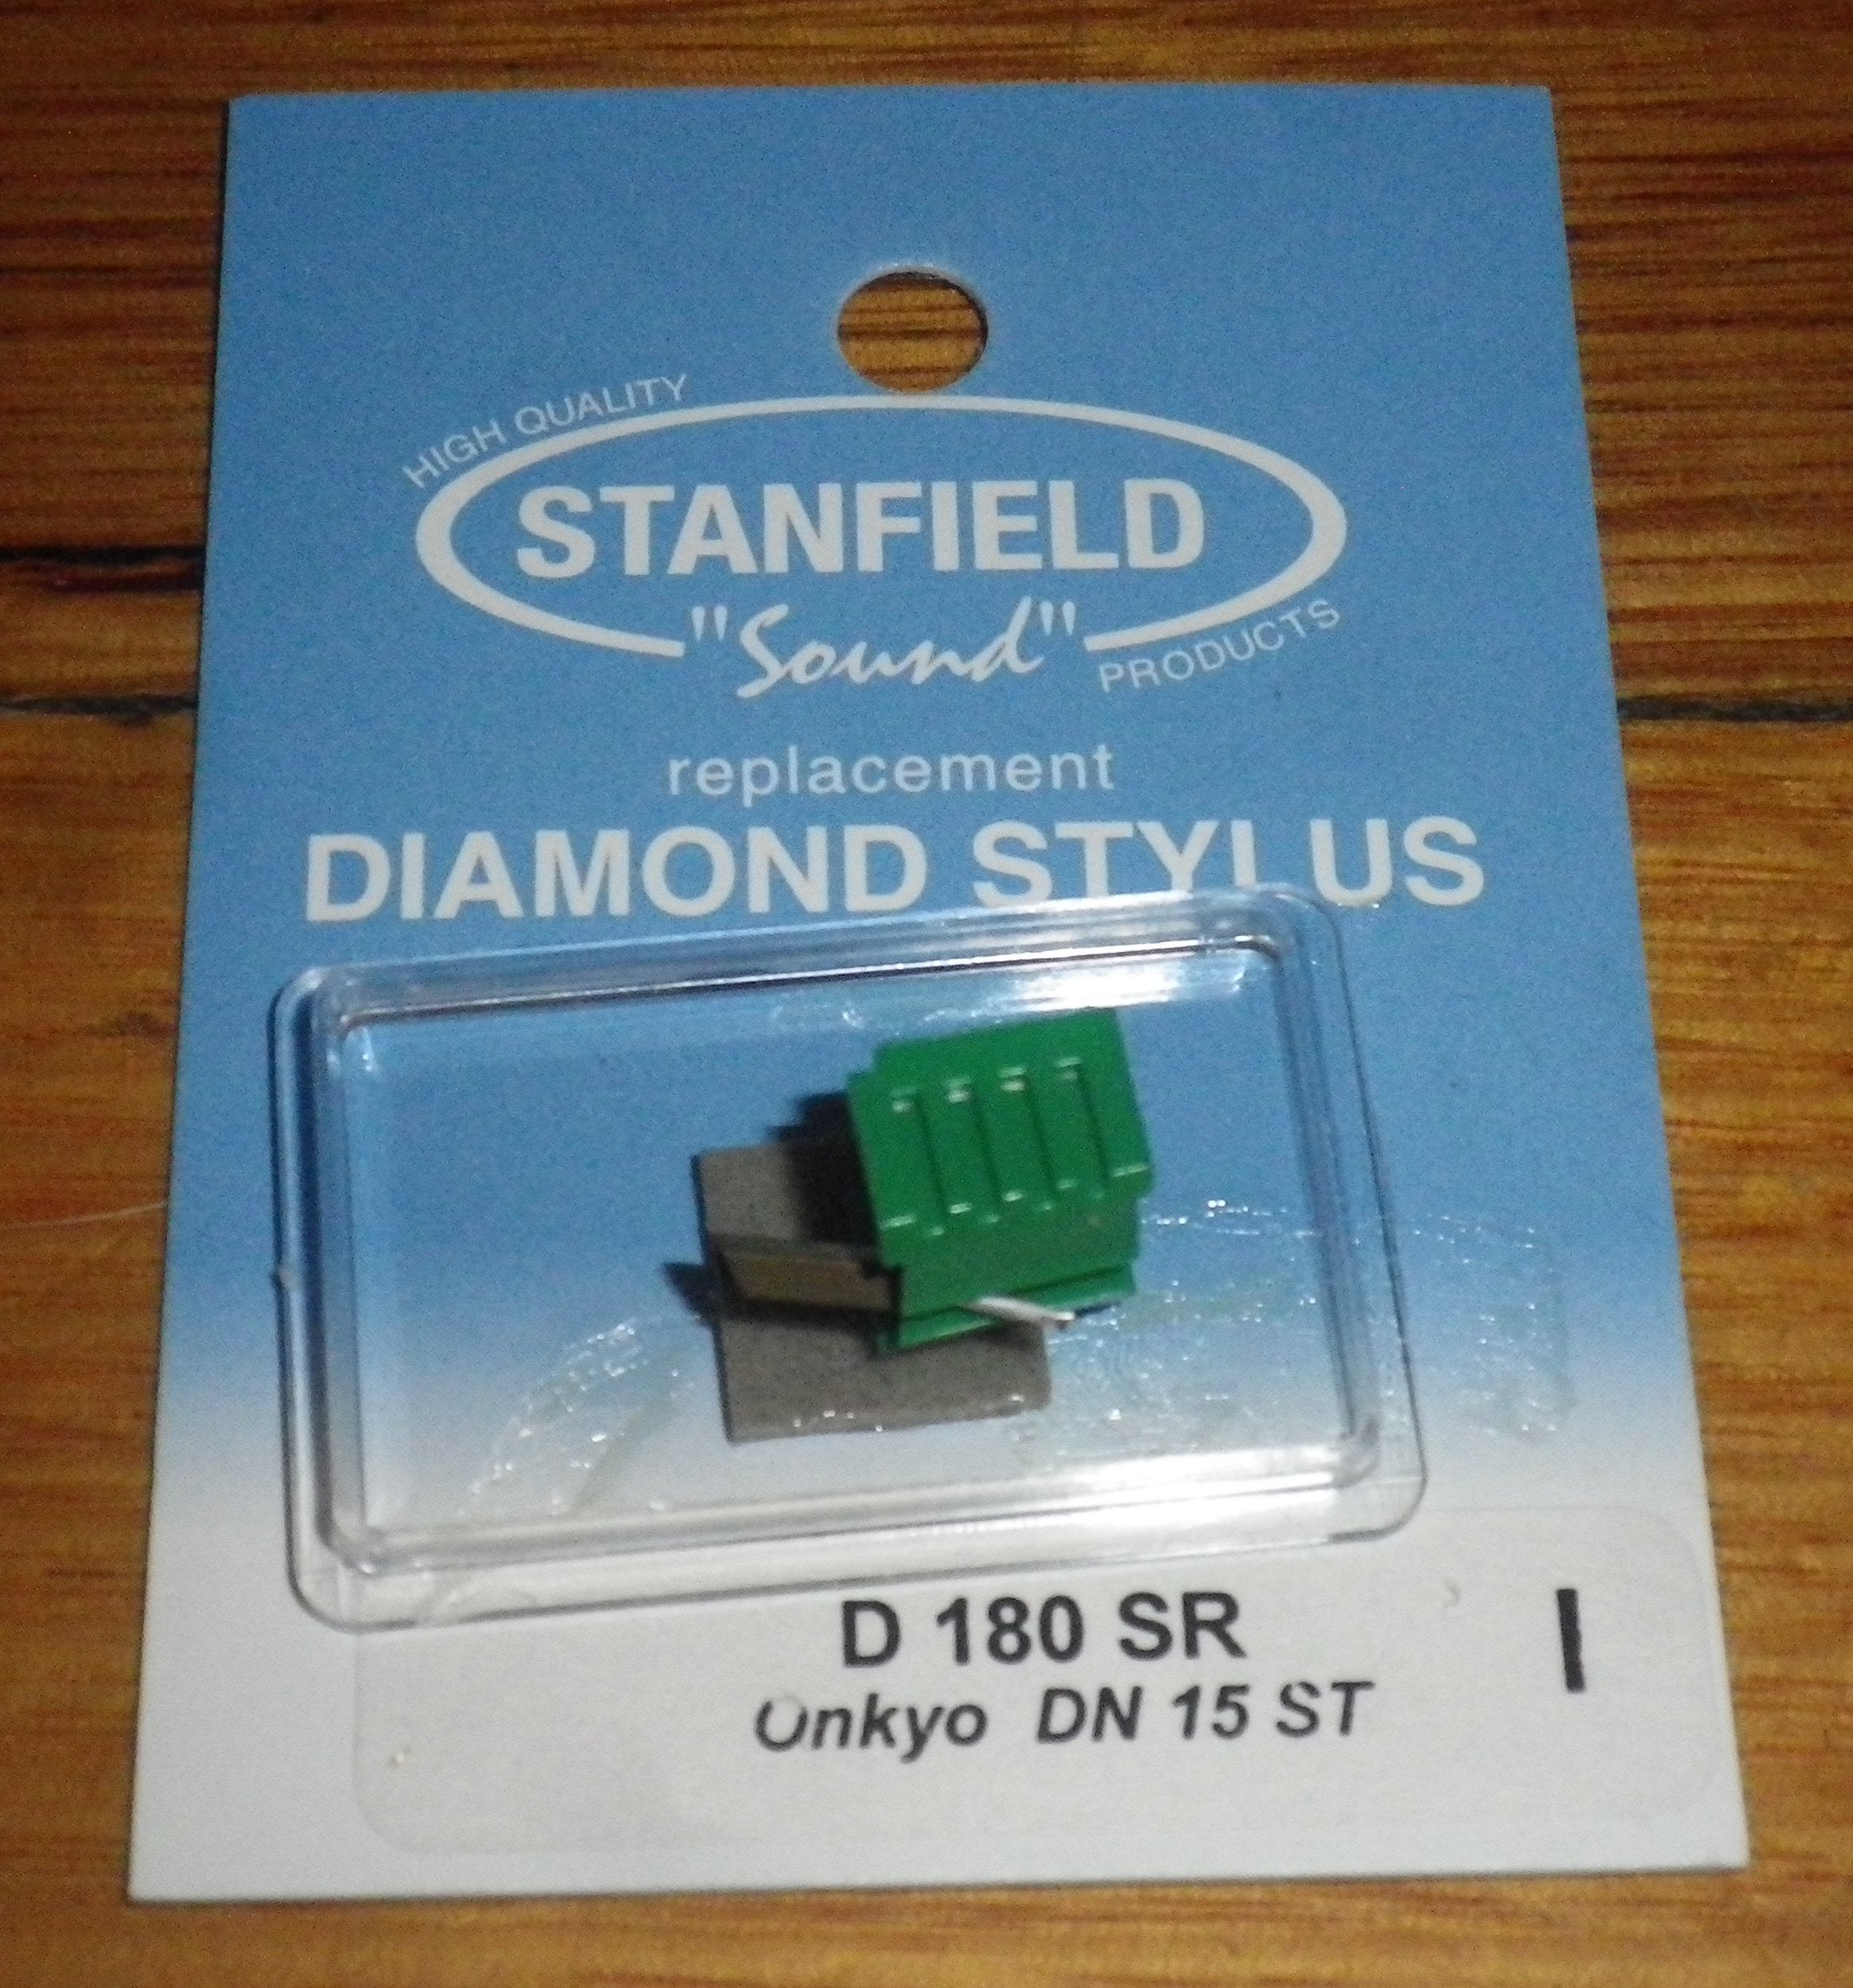 HIGH QUALITY
STANFIELD
"Sound"
PRODUCTS
replacement
DIAMOND STYLUS
D 180 SR
I
Onkyo DN 15 ST